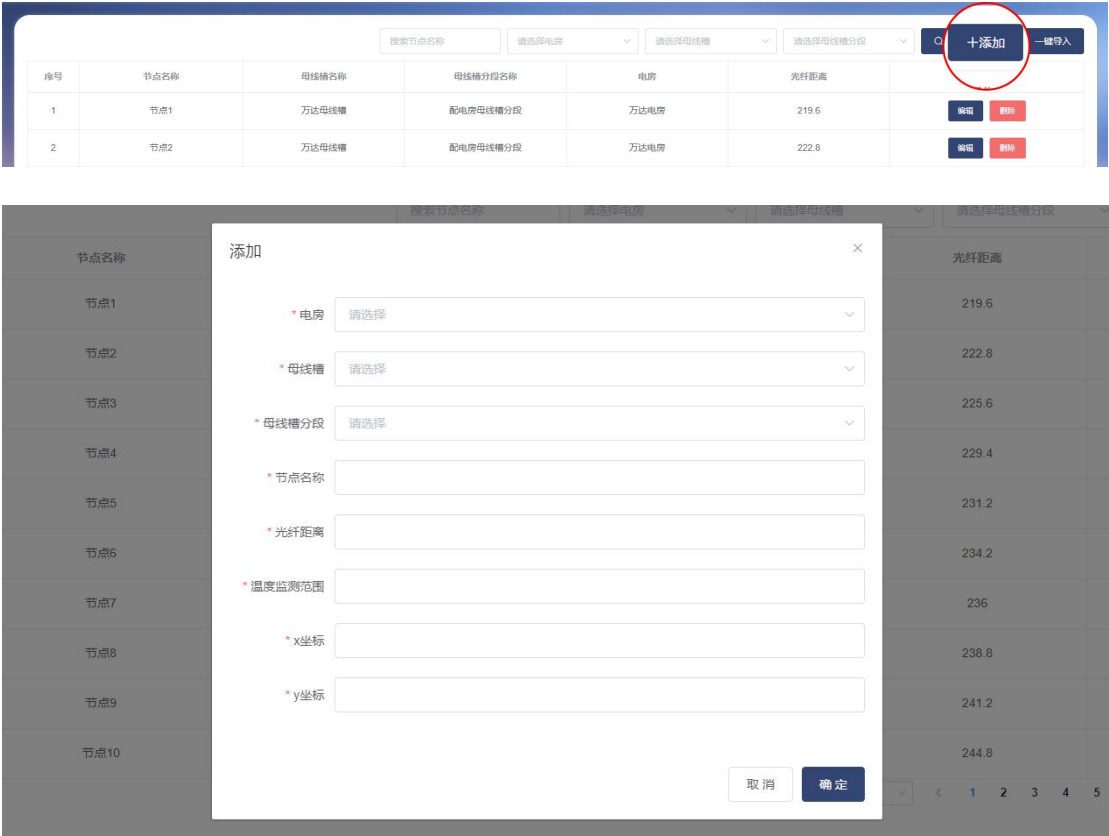 搜索节点名称 请选择电房 请选择母线槽 请选择母线槽分段 +添加 一键导入
序号 节点名称 母线槽名称 母线槽分段名称 电房 光纤距离
1 节点1 万达母线槽 配电房母线槽分段 万达电房 219.6 编辑 删除
2 节点2 万达母线槽 配电房母线槽分段 万达电房 222.8 编辑 删除
搜索节点名称 请选择电房 请选择母线槽 请选择母线槽分段
节点名称 光纤距离
节点1 219.6
节点2 222.8
节点3 225.6
节点4 229.4
节点5 231.2
节点6 234.2
节点7 236
节点8 238.8
节点9 241.2
节点10 244.8
1 2 3 4 5
添加
* 电房 请选择
* 母线槽 请选择
* 母线槽分段 请选择
* 节点名称
* 光纤距离
* 温度监测范围
* x坐标
* y坐标
取消 确定